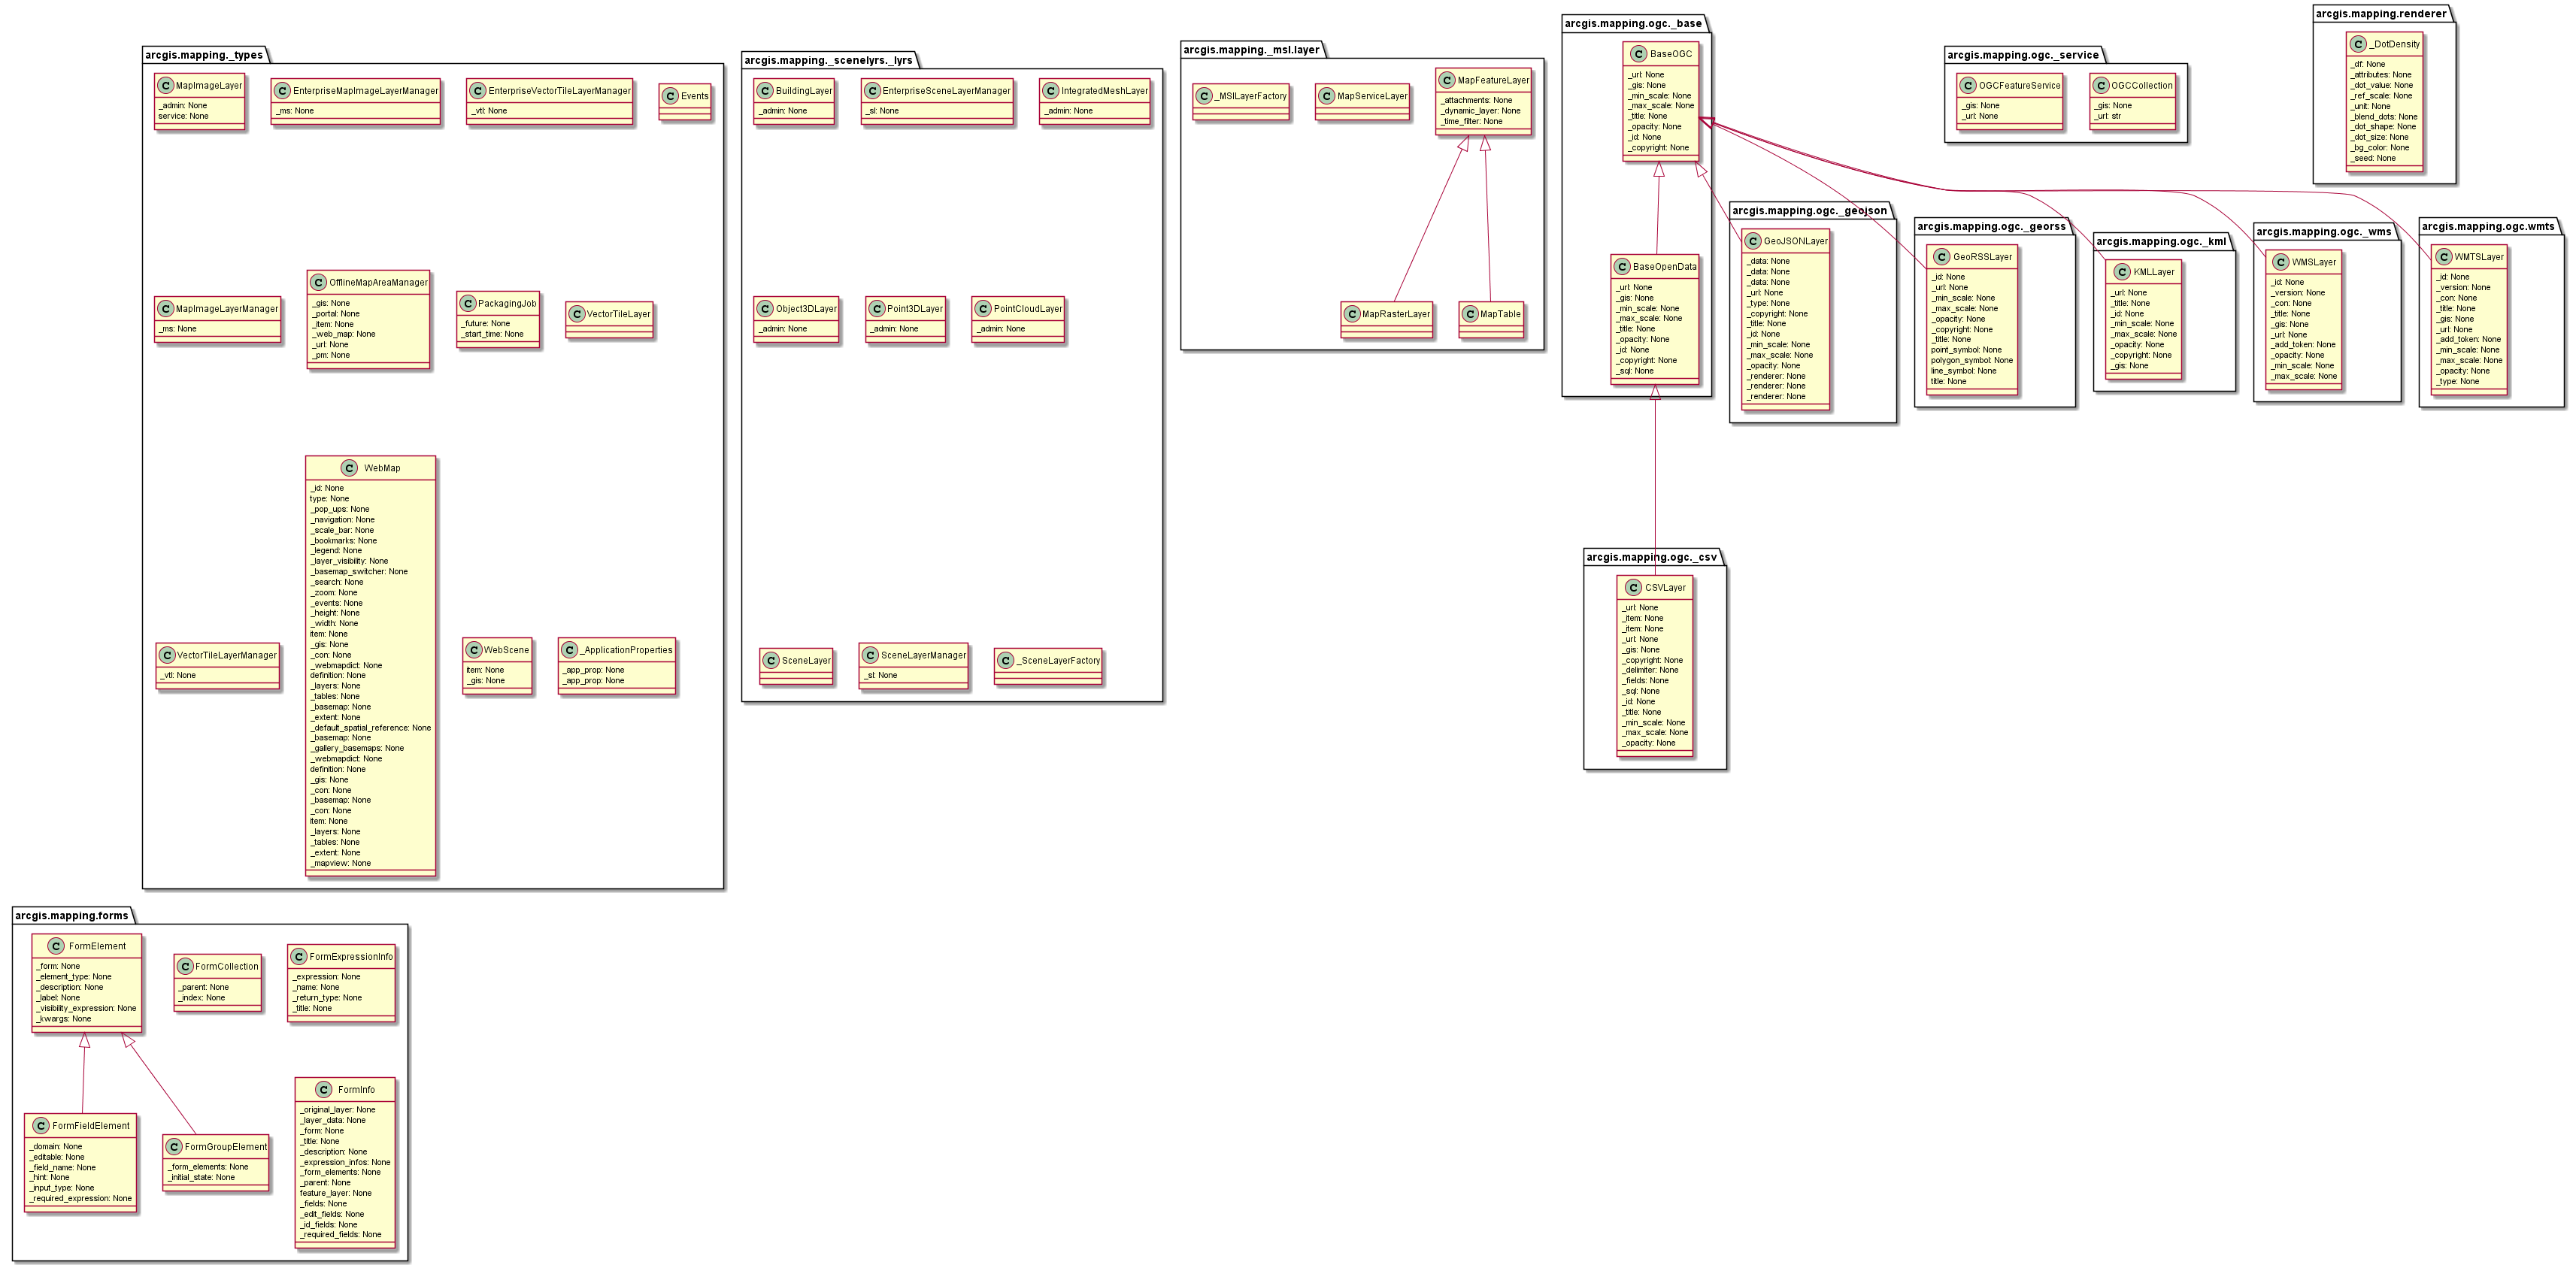 arcgis.mapping._types
C MapImageLayer
_admin: None
service: None
C EnterpriseMapImageLayerManager
_ms: None
C EnterpriseVectorTileLayerManager
_vtl: None
C Events
C MapImageLayerManager
_ms: None
C OfflineMapAreaManager
_gis: None
_portal: None
_item: None
_web_map: None
_url: None
_pm: None
C PackagingJob
_future: None
_start_time: None
C VectorTileLayer
C VectorTileLayerManager
_vtl: None
C WebMap
_id: None
type: None
_pop_ups: None
_navigation: None
_scale_bar: None
_bookmarks: None
_legend: None
_layer_visibility: None
_basemap_switcher: None
_search: None
_zoom: None
_events: None
_height: None
_width: None
item: None
_gis: None
_con: None
_webmapdict: None
definition: None
_layers: None
_tables: None
_basemap: None
_extent: None
_default_spatial_reference: None
_basemap: None
_gallery_basemaps: None
_webmapdict: None
definition: None
_gis: None
_con: None
_basemap: None
_con: None
item: None
_layers: None
_tables: None
_extent: None
_mapview: None
C WebScene
item: None
_gis: None
C _ApplicationProperties
_app_prop: None
_app_prop: None
arcgis.mapping._scenelyrs._lyrs
C BuildingLayer
_admin: None
C EnterpriseSceneLayerManager
_sl: None
C IntegratedMeshLayer
_admin: None
C Object3DLayer
_admin: None
C Point3DLayer
_admin: None
C PointCloudLayer
_admin: None
C SceneLayer
C SceneLayerManager
_sl: None
C _SceneLayerFactory
arcgis.mapping._msl.layer
C _MSILayerFactory
C MapServiceLayer
C MapFeatureLayer
_attachments: None
_dynamic_layer: None
_time_filter: None
C MapRasterLayer
C MapTable
arcgis.mapping.ogc._base
C BaseOGC
_url: None
_gis: None
_min_scale: None
_max_scale: None
_title: None
_opacity: None
_id: None
_copyright: None
C BaseOpenData
_url: None
_gis: None
_min_scale: None
_max_scale: None
_title: None
_opacity: None
_id: None
_copyright: None
_sql: None
arcgis.mapping.ogc._geojson
C GeoJSONLayer
_data: None
_data: None
_data: None
_url: None
_type: None
_copyright: None
_title: None
_id: None
_min_scale: None
_max_scale: None
_opacity: None
_renderer: None
_renderer: None
_renderer: None
arcgis.mapping.ogc._georss
C GeoRSSLayer
_id: None
_url: None
_min_scale: None
_max_scale: None
_opacity: None
_copyright: None
_title: None
point_symbol: None
polygon_symbol: None
line_symbol: None
title: None
arcgis.mapping.ogc._kml
C KMLLayer
_url: None
_title: None
_id: None
_min_scale: None
_max_scale: None
_opacity: None
_copyright: None
_gis: None
arcgis.mapping.ogc._wms
C WMSLayer
_id: None
_version: None
_con: None
_title: None
_gis: None
_url: None
_add_token: None
_opacity: None
_min_scale: None
_max_scale: None
arcgis.mapping.ogc.wmts
C WMTSLayer
_id: None
_version: None
_con: None
_title: None
_gis: None
_url: None
_add_token: None
_min_scale: None
_max_scale: None
_opacity: None
_type: None
arcgis.mapping.ogc._csv
C CSVLayer
_url: None
_item: None
_item: None
_url: None
_gis: None
_copyright: None
_delimiter: None
_fields: None
_sql: None
_id: None
_title: None
_min_scale: None
_max_scale: None
_opacity: None
arcgis.mapping.ogc._service
C OGCFeatureService
_gis: None
_url: None
C OGCCollection
_gis: None
_url: str
arcgis.mapping.renderer
C _DotDensity
_df: None
_attributes: None
_dot_value: None
_ref_scale: None
_unit: None
_blend_dots: None
_dot_shape: None
_dot_size: None
_bg_color: None
_seed: None
arcgis.mapping.forms
C FormElement
_form: None
_element_type: None
_description: None
_label: None
_visibility_expression: None
_kwargs: None
C FormCollection
_parent: None
_index: None
C FormExpressionInfo
_expression: None
_name: None
_return_type: None
_title: None
C FormFieldElement
_domain: None
_editable: None
_field_name: None
_hint: None
_input_type: None
_required_expression: None
C FormGroupElement
_form_elements: None
_initial_state: None
C FormInfo
_original_layer: None
_layer_data: None
_form: None
_title: None
_description: None
_expression_infos: None
_form_elements: None
_parent: None
feature_layer: None
_fields: None
_edit_fields: None
_id_fields: None
_required_fields: None